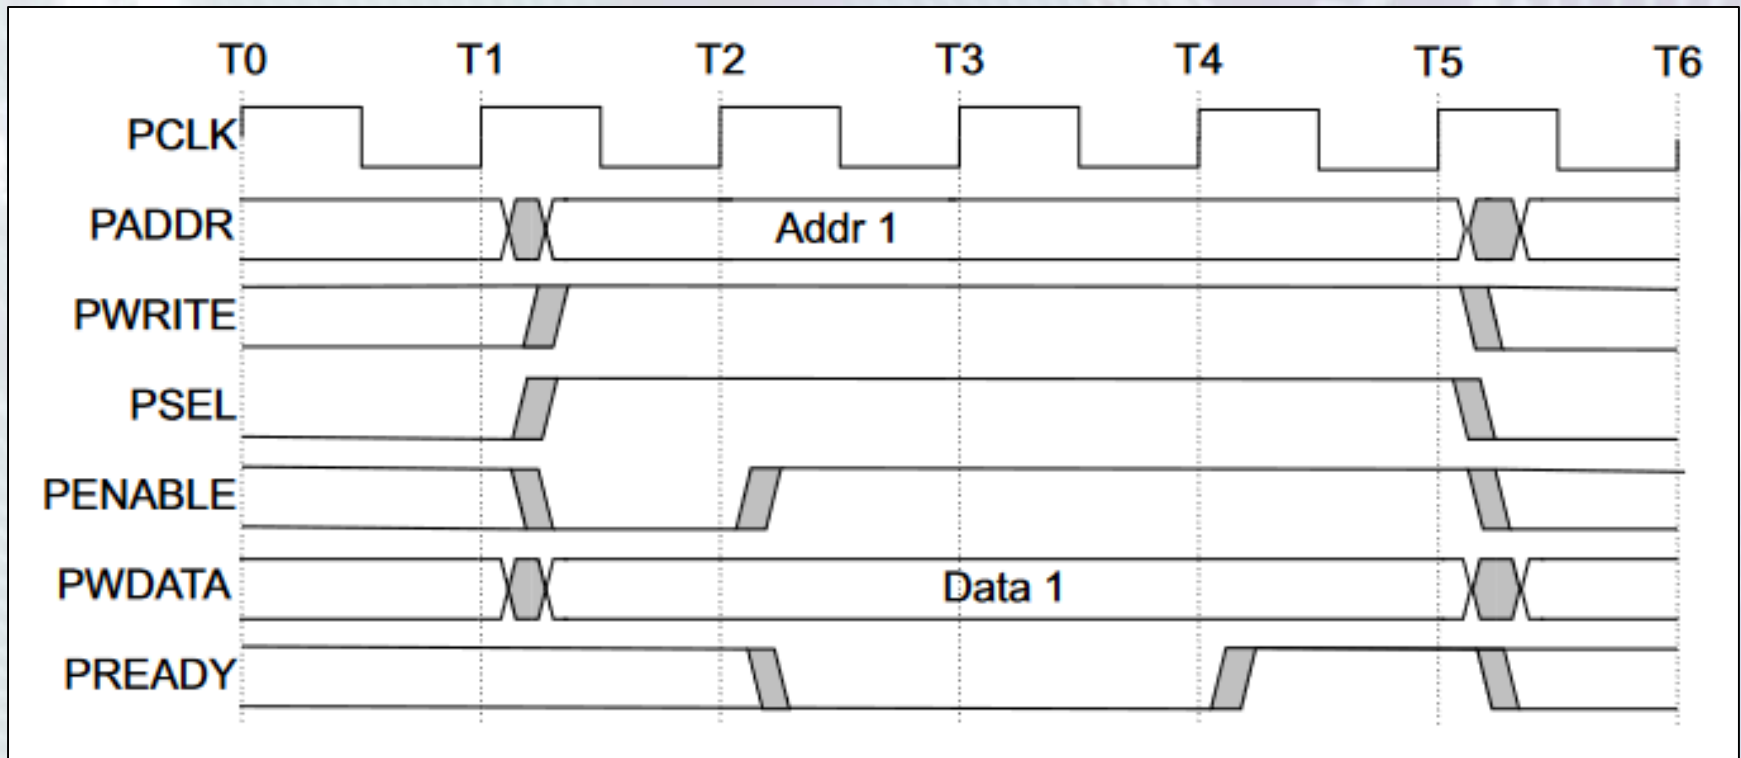 T0 T1 T2 T3 T4 T5 T6
PCLK
PADDR Addr 1
PWRITE
PSEL
PENABLE
PWDATA Data 1
PREADY